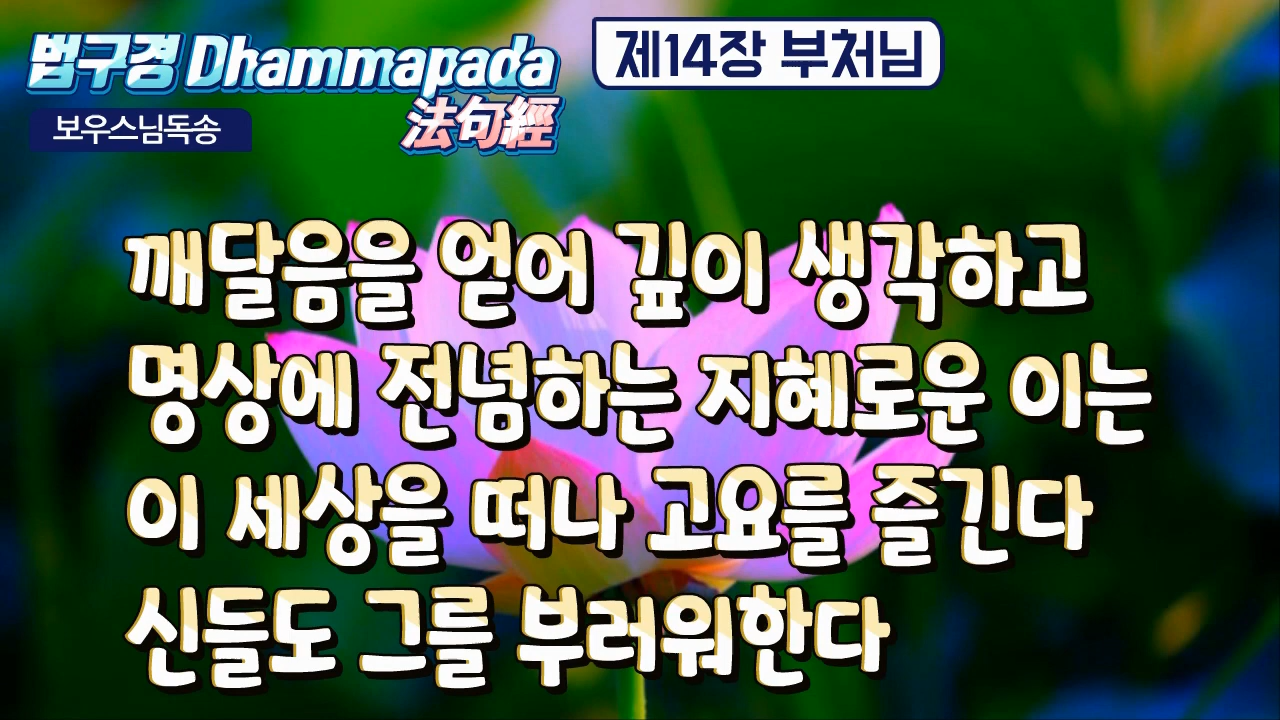 법구경 Dhammapada
法句經
보우스님독송
제14장 부처님
깨달음을 얻어 깊이 생각하고
명상에 전념하는 지혜로운 이는
이 세상을 떠나 고요를 즐긴다
신들도 그를 부러워한다